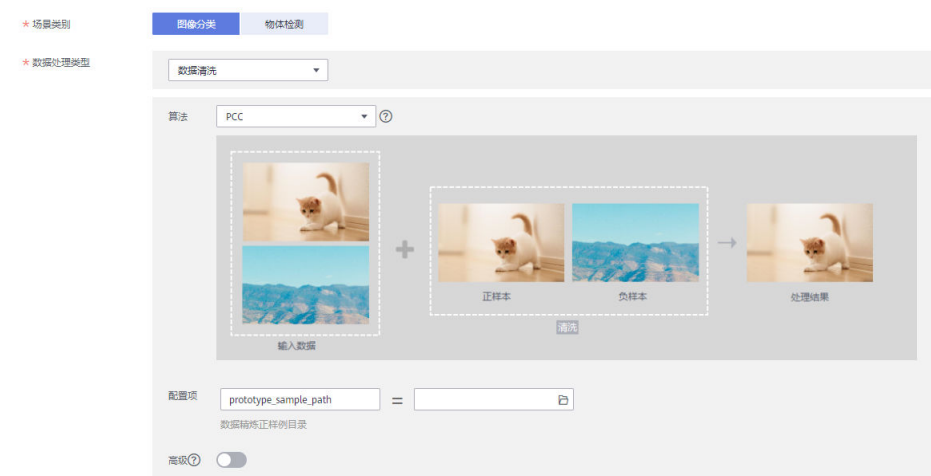 * 场景类别 图像分类 物体检测
* 数据处理类型 数据清洗
算法 PCC ?
正样本 负样本 处理结果
清洗
输入数据
配置项 prototype_sample_path =
数据精炼正样例目录
高级 ?